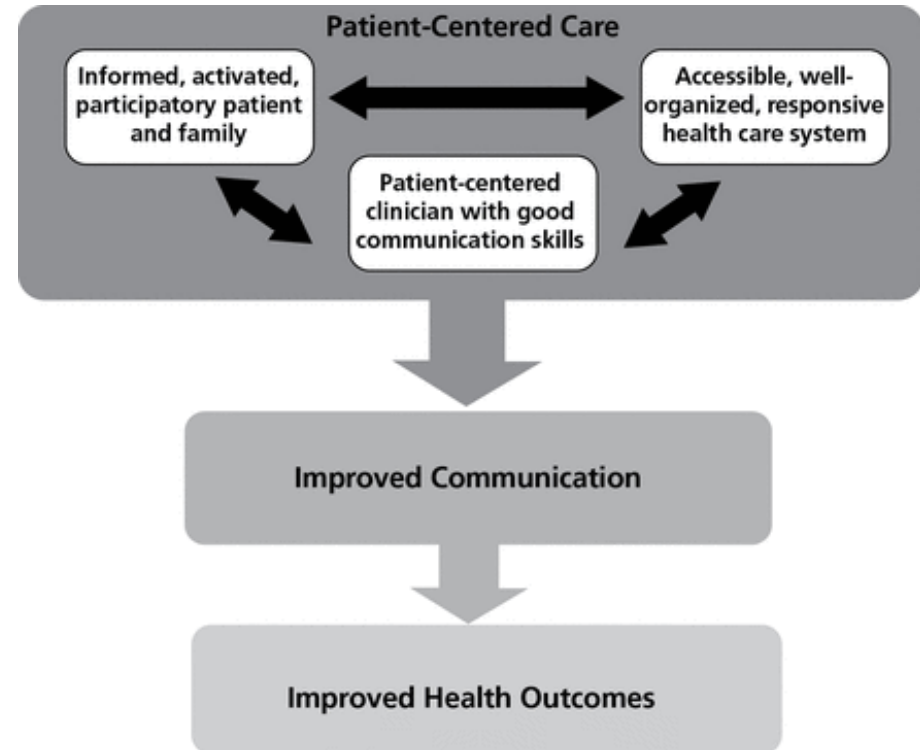 Patient-Centered Care
Informed, activated,
participatory patient
and family
Accessible, well-
organized, responsive
health care system
Patient-centered
clinician with good
communication skills
Improved Communication
Improved Health Outcomes